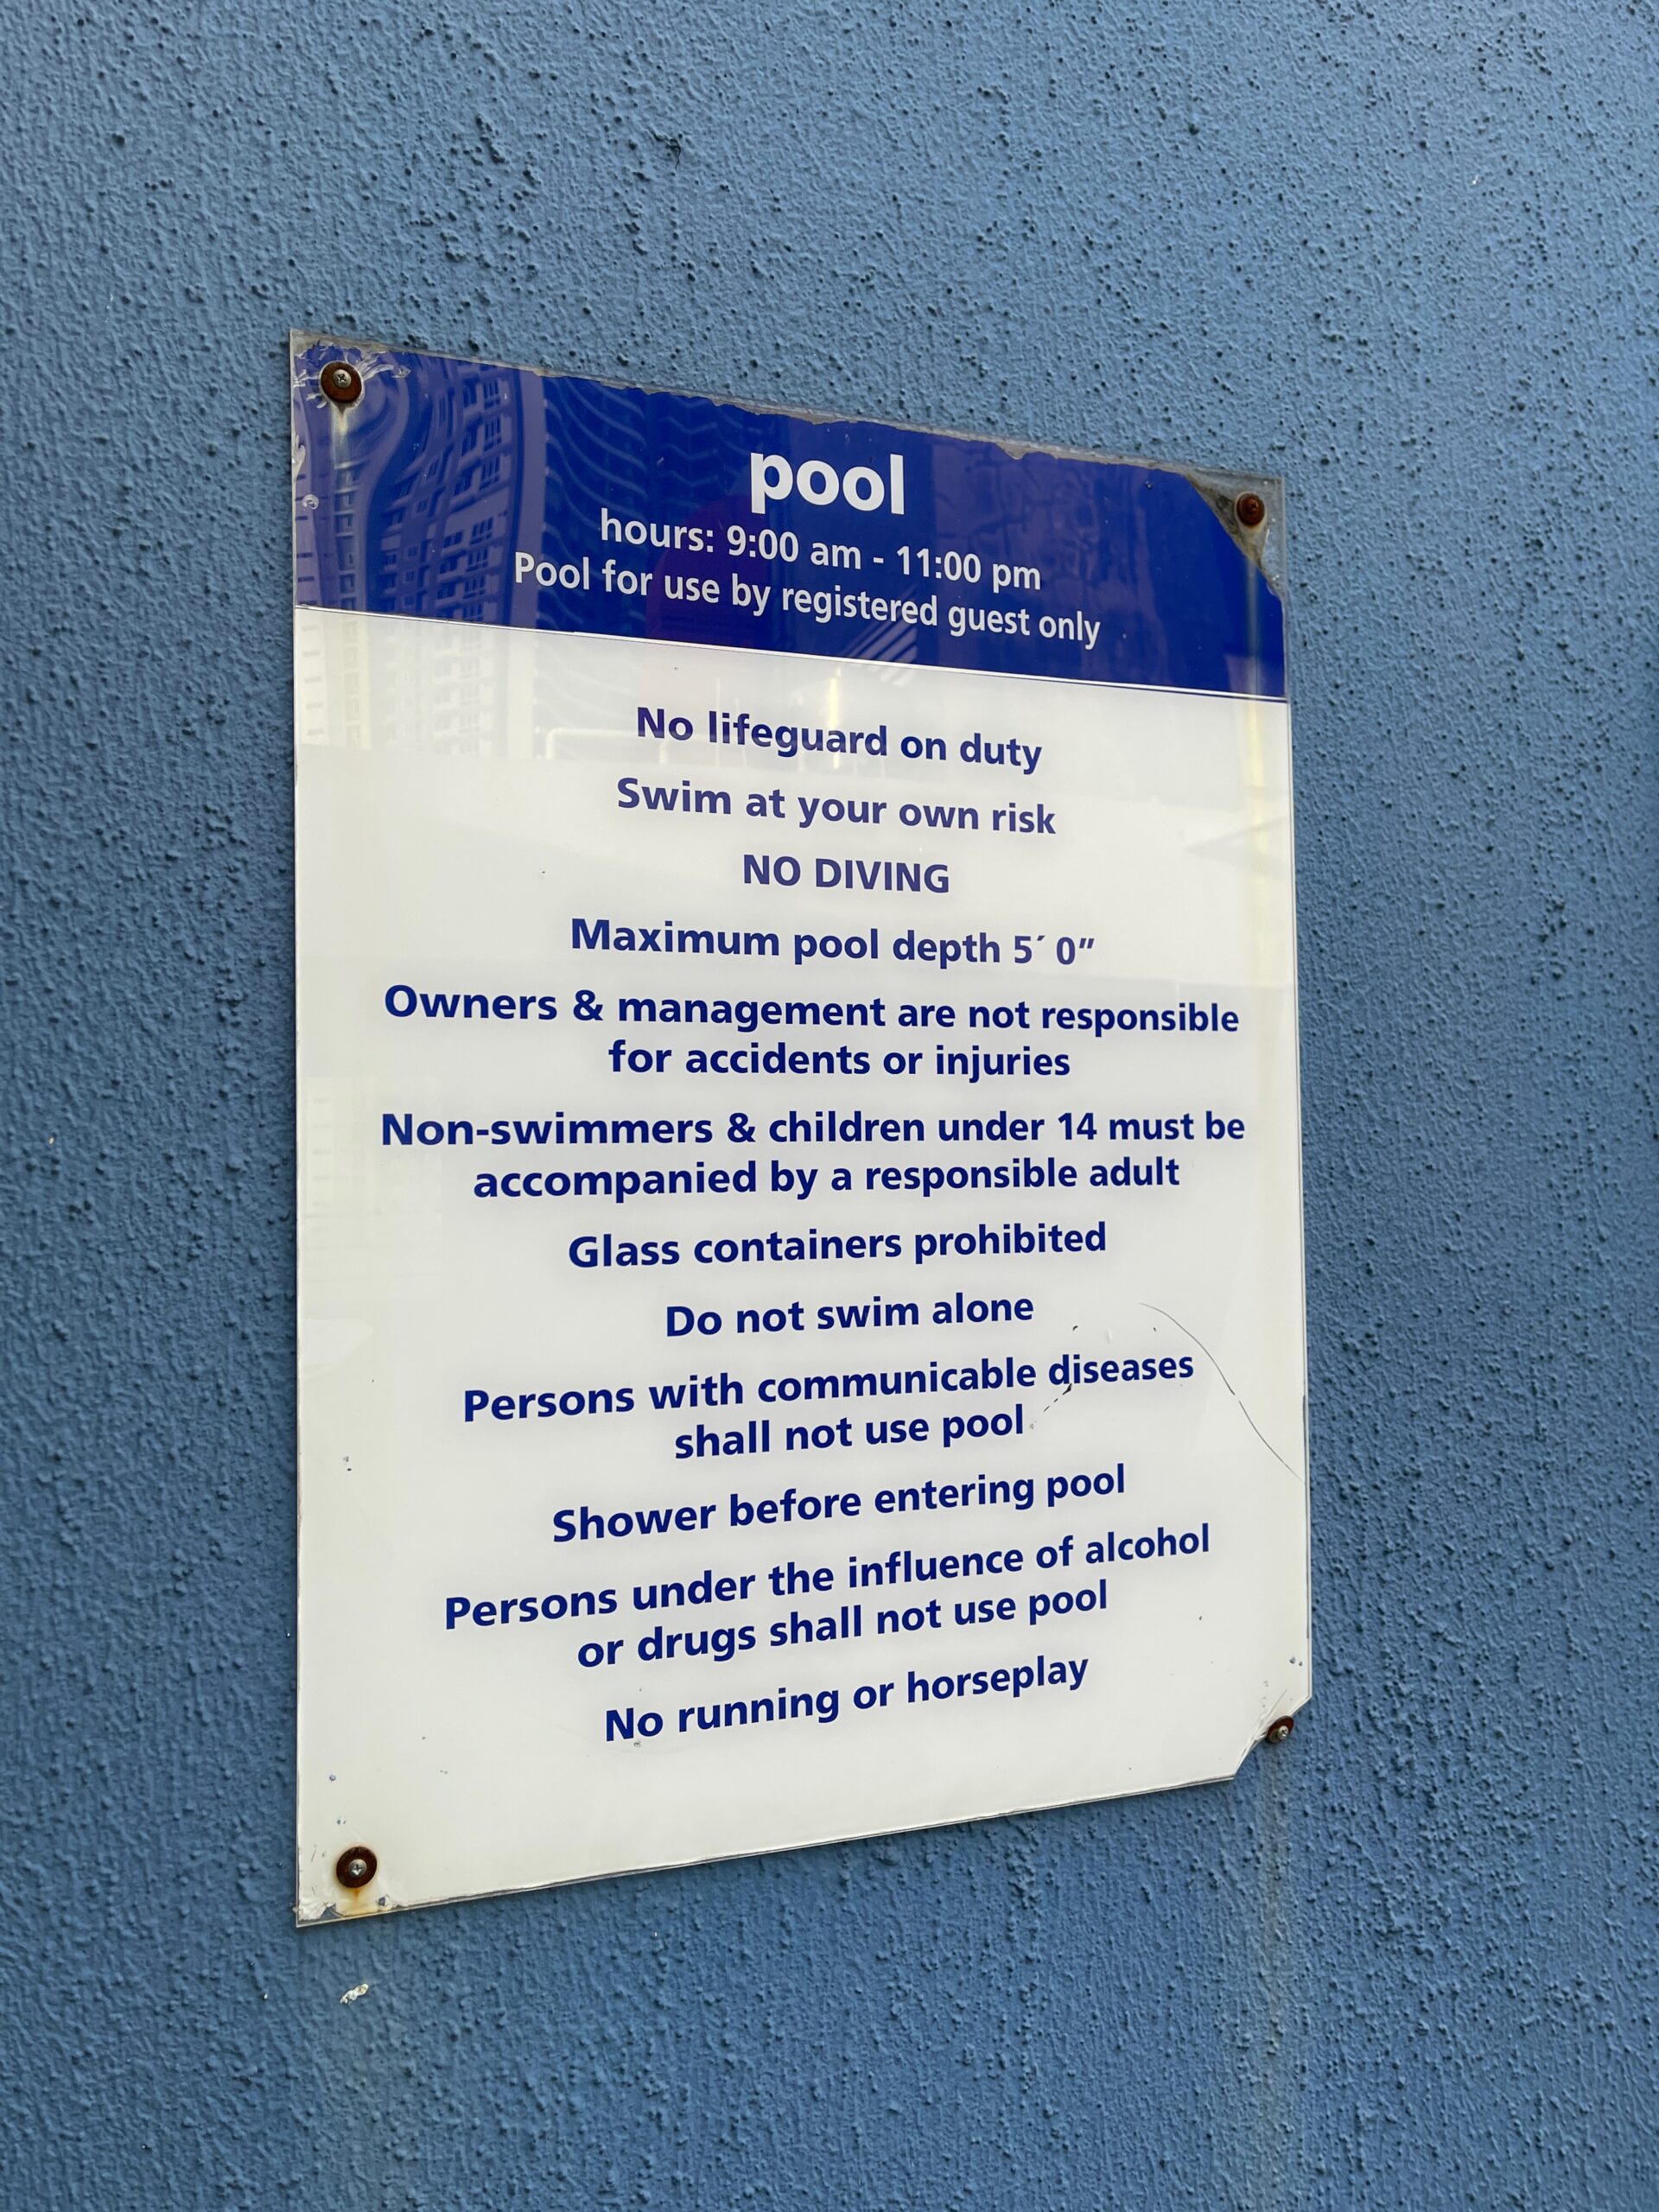 pool
hours: 9:00 am - 11:00 pm
Pool for use by registered guest only
No lifeguard on duty
Swim at your own risk
NO DIVING
Maximum pool depth 5´ 0”
Owners & management are not responsible
for accidents or injuries
Non-swimmers & children under 14 must be
accompanied by a responsible adult
Glass containers prohibited
Do not swim alone
Persons with communicable diseases
shall not use pool
Shower before entering pool
Persons under the influence of alcohol
or drugs shall not use pool
No running or horseplay